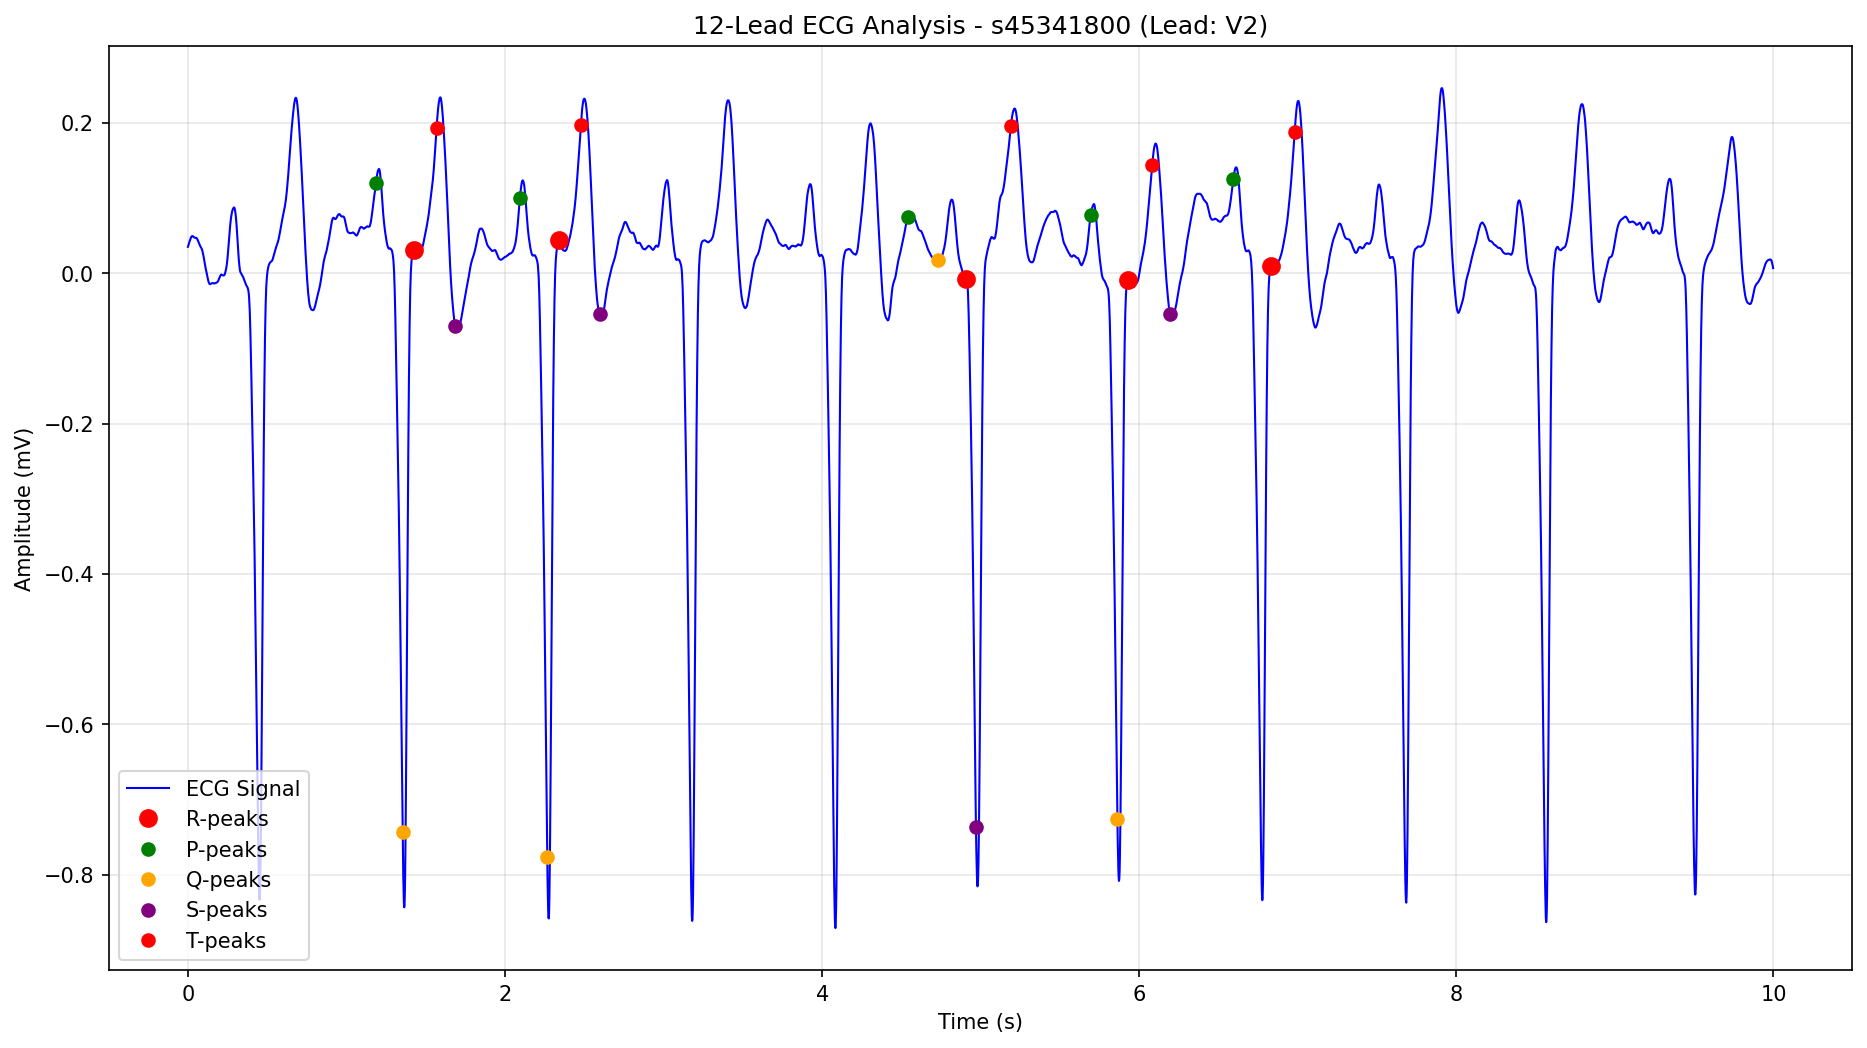 12-Lead ECG Analysis - s45341800 (Lead: V2)
Amplitude (mV)
0.2
0.0
−0.2
−0.4
−0.6
−0.8
ECG Signal
R-peaks
P-peaks
Q-peaks
S-peaks
T-peaks
0 2 4 6 8 10
Time (s)